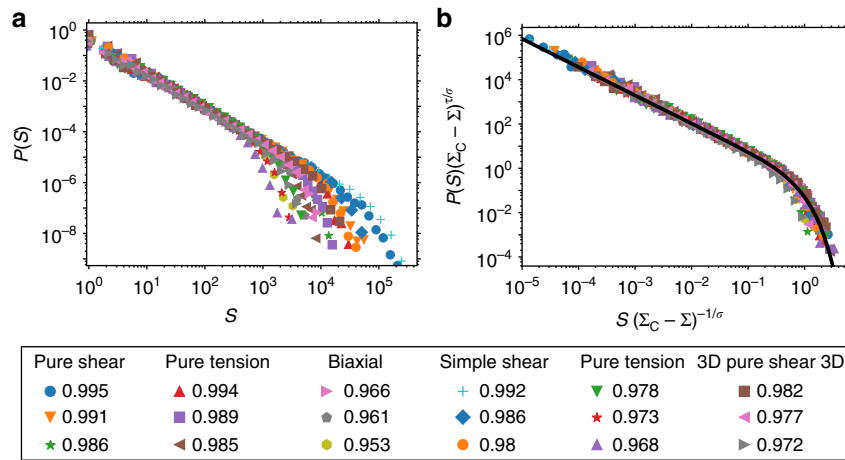 a
b
10^0
10^-2
10^-4
10^-6
10^-8
P(S)
10^0 10^1 10^2 10^3 10^4 10^5
S
10^6
10^4
10^2
10^0
10^-2
10^-4
P(S)(Σ_C − Σ)^τ/σ
10^-5 10^-4 10^-3 10^-2 10^-1 10^0
S (Σ_C − Σ)^-1/σ
Pure shear Pure tension Biaxial Simple shear Pure tension 3D pure shear 3D
0.995 0.994 0.966 0.992 0.978 0.982
0.991 0.989 0.961 0.986 0.973 0.977
0.986 0.985 0.953 0.98 0.968 0.972